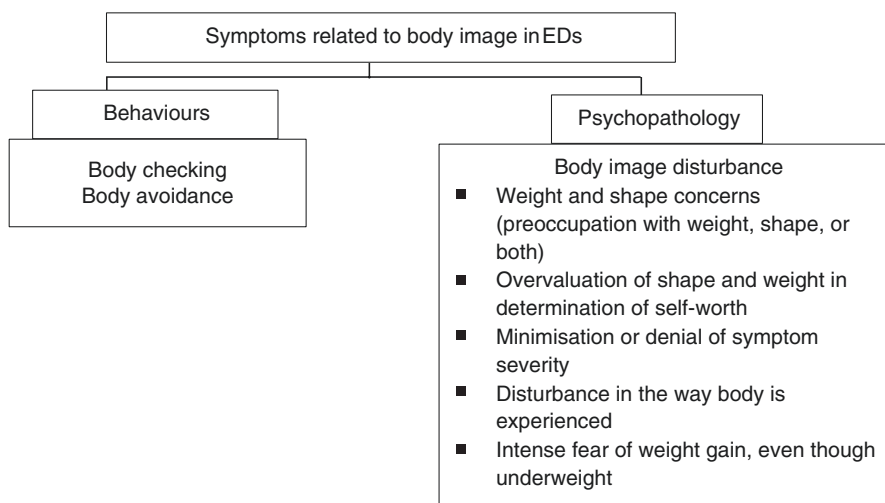 Symptoms related to body image in EDs
Behaviours
Body checking
Body avoidance
Psychopathology
Body image disturbance
■ Weight and shape concerns
(preoccupation with weight, shape, or
both)
■ Overvaluation of shape and weight in
determination of self-worth
■ Minimisation or denial of symptom
severity
■ Disturbance in the way body is
experienced
■ Intense fear of weight gain, even though
underweight